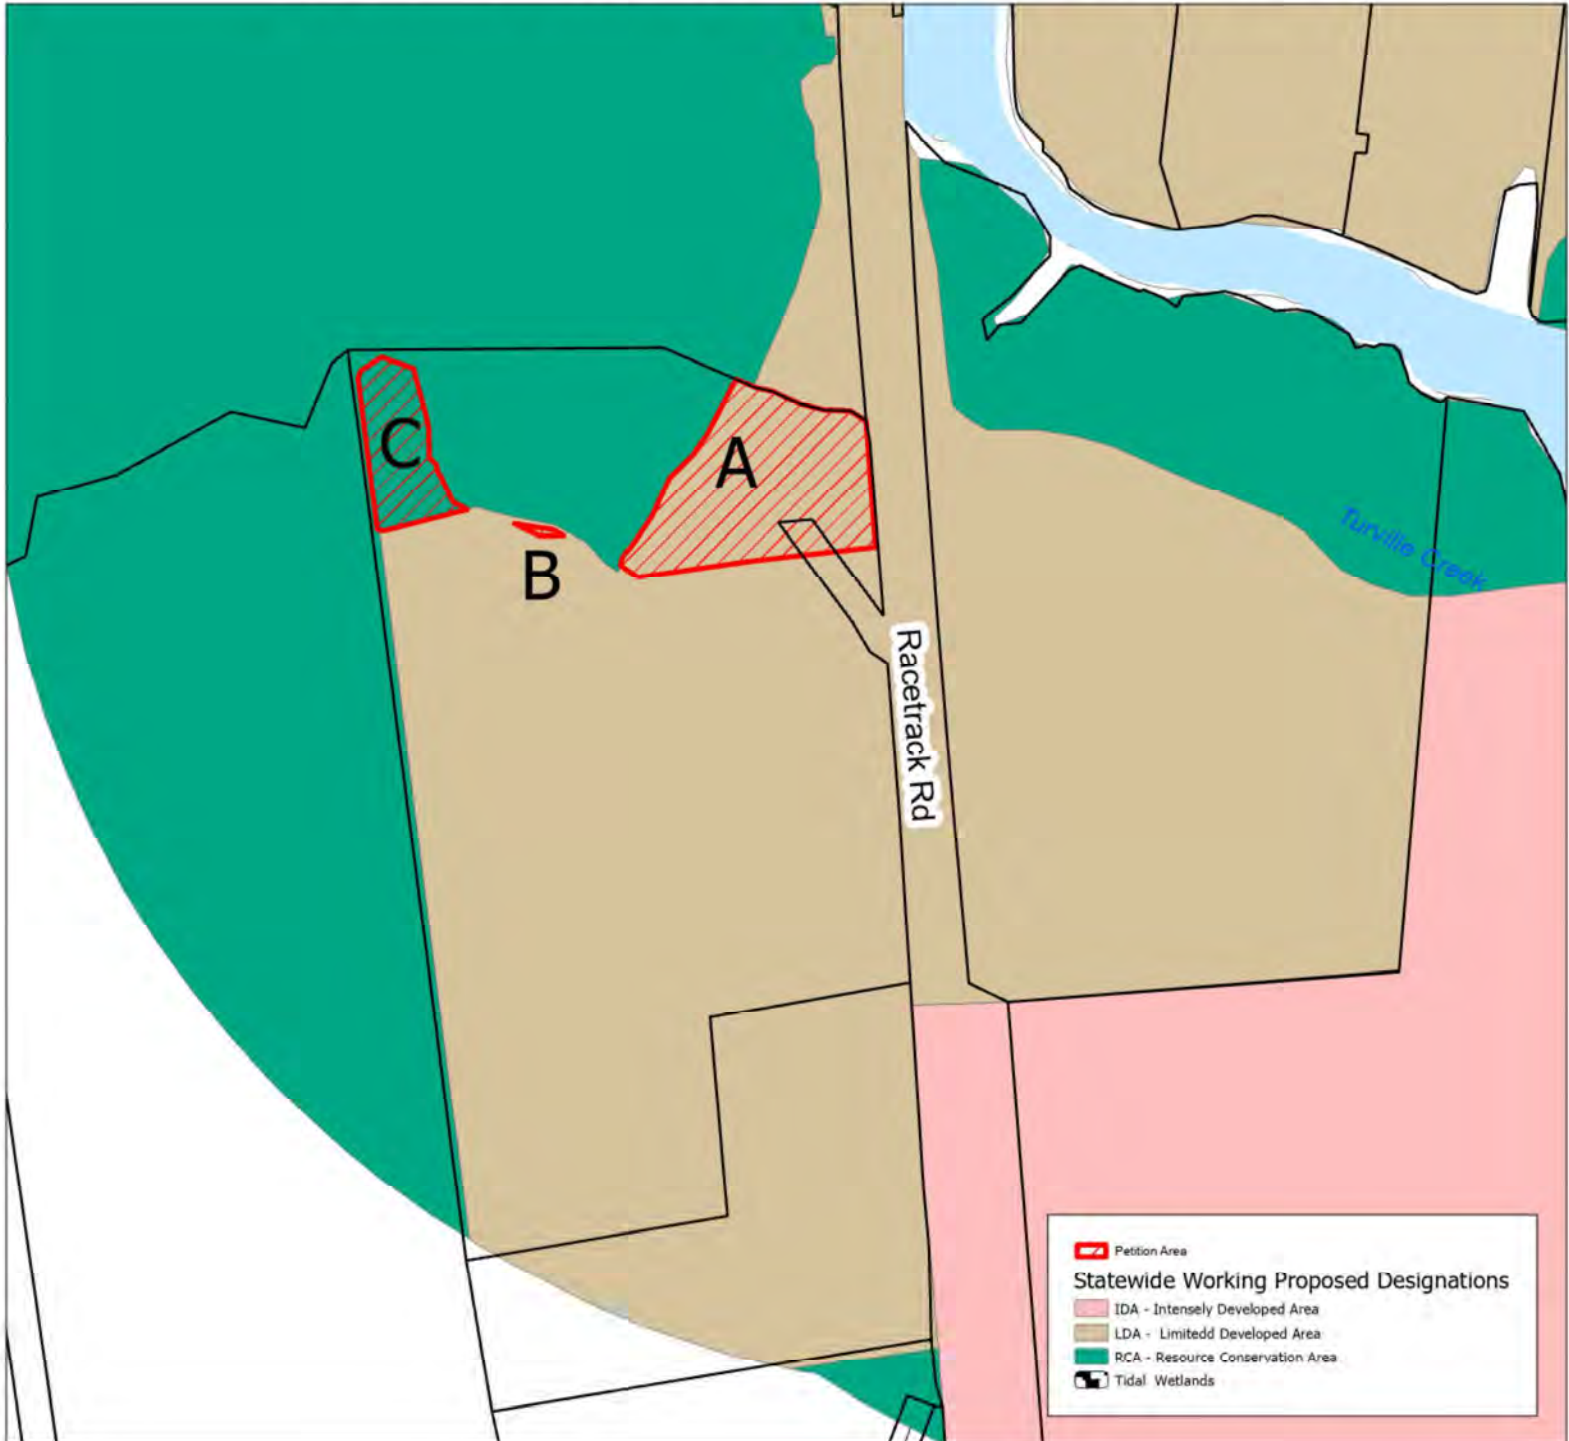 C
A
B
Turville Creek
Racetrack Rd
Petition Area
Statewide Working Proposed Designations
IDA - Intensely Developed Area
LDA - Limitedd Developed Area
RCA - Resource Conservation Area
Tidal Wetlands